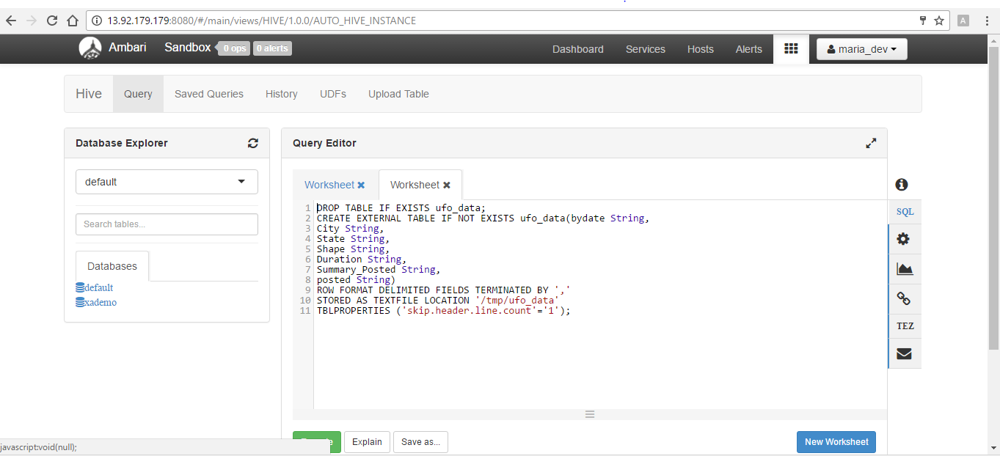 13.92.179.179:8080/#/main/views/HIVE/1.0.0/AUTO_HIVE_INSTANCE
A
Ambari Sandbox 0 ops 0 alerts Dashboard Services Hosts Alerts maria_dev
Hive Query Saved Queries History UDFs Upload Table
Database Explorer
default
Search tables...
Databases
default
xademo
Query Editor
Worksheet Worksheet
1 DROP TABLE IF EXISTS ufo_data;
2 CREATE EXTERNAL TABLE IF NOT EXISTS ufo_data(bydate String,
3 City String,
4 State String,
5 Shape String,
6 Duration String,
7 Summary_Posted String,
8 posted String)
9 ROW FORMAT DELIMITED FIELDS TERMINATED BY ','
10 STORED AS TEXTFILE LOCATION '/tmp/ufo_data'
11 TBLPROPERTIES ('skip.header.line.count'='1');
SQL
TEZ
Explain Save as... New Worksheet
javascript:void(null);